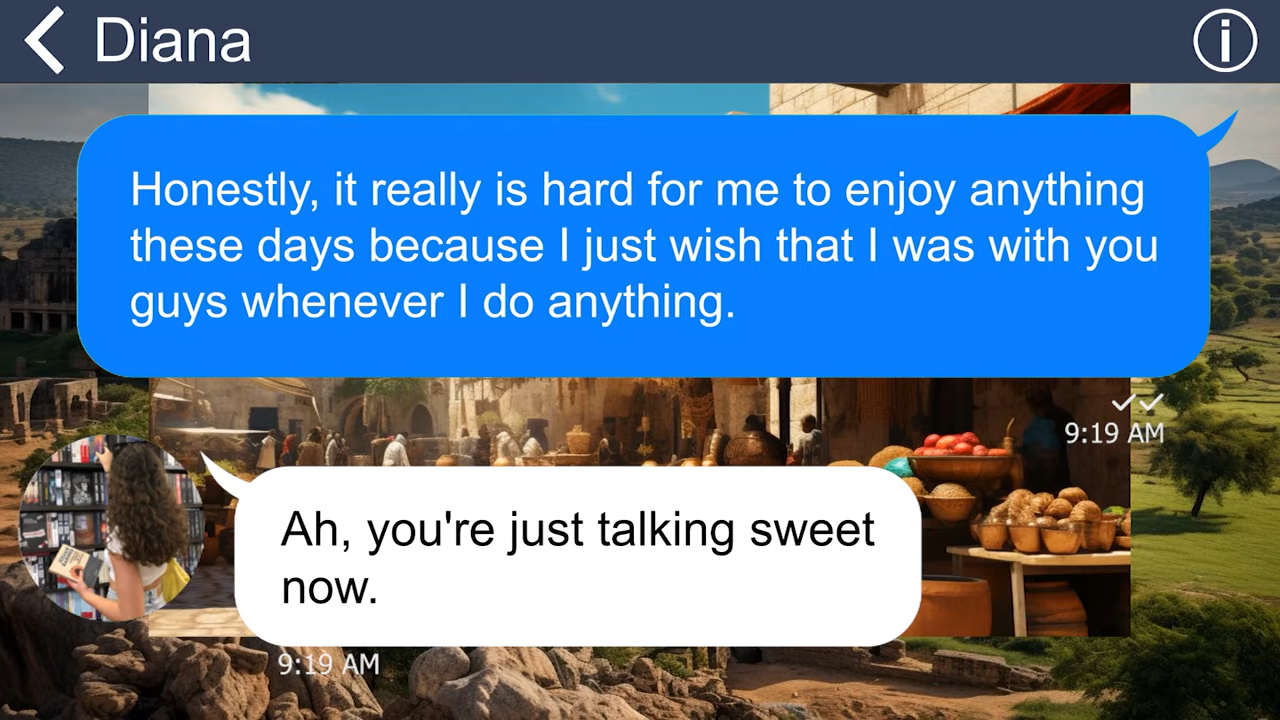 Diana
Honestly, it really is hard for me to enjoy anything
these days because I just wish that I was with you
guys whenever I do anything.
9:19 AM
Ah, you're just talking sweet
now.
9:19 AM